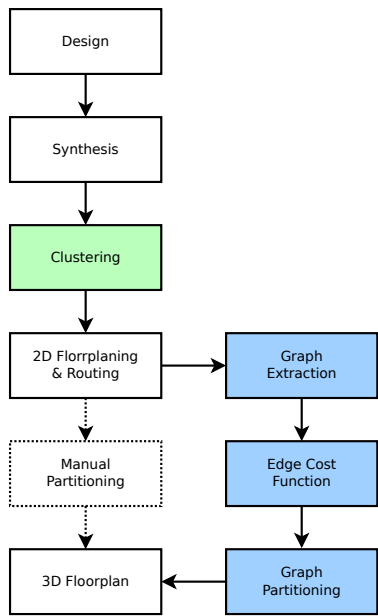 Design
Synthesis
Clustering
2D Florrplaning
& Routing
Graph
Extraction
Manual
Partitioning
Edge Cost
Function
3D Floorplan
Graph
Partitioning